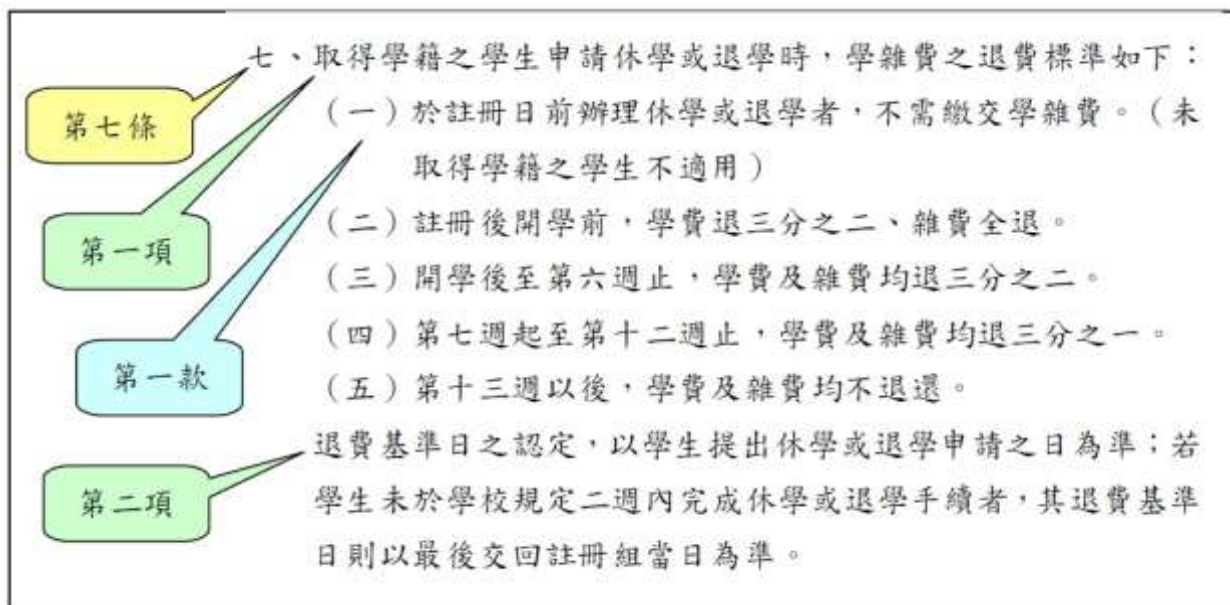 七、取得學籍之學生申請休學或退學時，學雜費之退費標準如下：
第七條
（一）於註冊日前辦理休學或退學者，不需繳交學雜費。（未
取得學籍之學生不適用）
第一項
（二）註冊後開學前，學費退三分之二、雜費全退。
（三）開學後至第六週止，學費及雜費均退三分之二。
第一款
（四）第七週起至第十二週止，學費及雜費均退三分之一。
（五）第十三週以後，學費及雜費均不退還。
退費基準日之認定，以學生提出休學或退學申請之日為準；若
第二項
學生未於學校規定二週內完成休學或退學手續者，其退費基準
日則以最後交回註冊組當日為準。